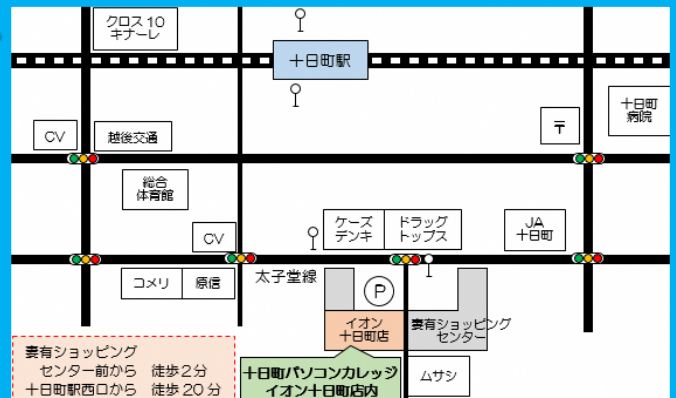 クロス10
キナーレ
十日町駅
十日町
病院
〒
CV
越後交通
総合
体育館
CV
ケーズ
デンキ
ドラッグ
トップス
JA
十日町
コメリ
原信
太子堂線
P
イオン
十日町店
妻有ショッピング
センター
妻有ショッピング
センター前から 徒歩2分
十日町駅西口から 徒歩20分
十日町パソコンカレッジ
イオン十日町店内
ムサシ